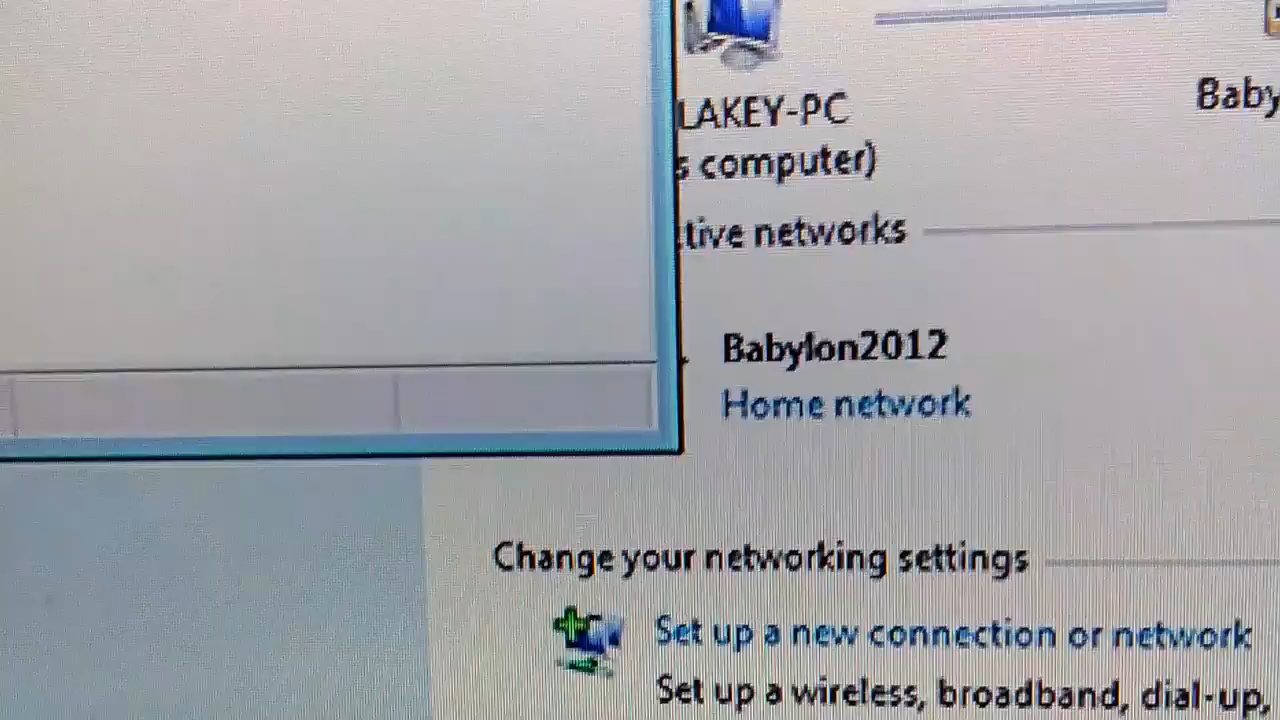 LAKEY-PC
s computer)
Baby
tive networks
Babylon2012
Home network
Change your networking settings
Set up a new connection or network
Set up a wireless, broadband, dial-up,